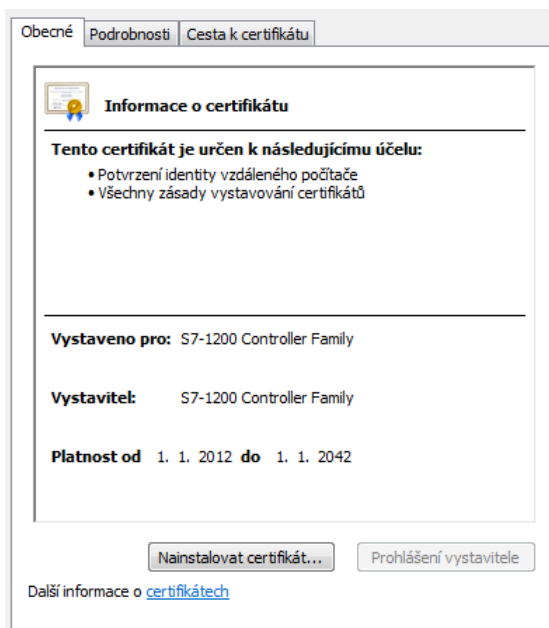 Obecné Podrobnosti Cesta k certifikátu
Informace o certifikátu
Tento certifikát je určen k následujícímu účelu:
• Potvrzení identity vzdáleného počítače
• Všechny zásady vystavování certifikátů
Vystaveno pro: S7-1200 Controller Family
Vystavitel: S7-1200 Controller Family
Platnost od 1. 1. 2012 do 1. 1. 2042
Nainstalovat certifikát... Prohlášení vystavitele
Další informace o certifikátech